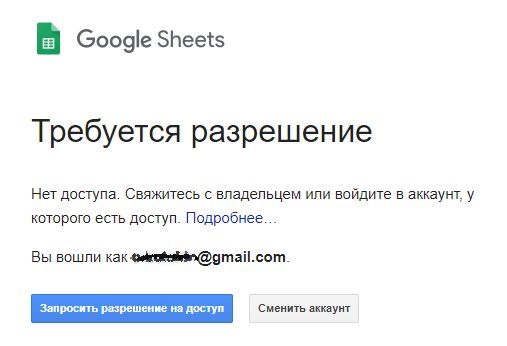 Google Sheets
Требуется разрешение
Нет доступа. Свяжитесь с владельцем или войдите в аккаунт, у
которого есть доступ. Подробнее…
Вы вошли как @gmail.com.
Запросить разрешение на доступ
Сменить аккаунт